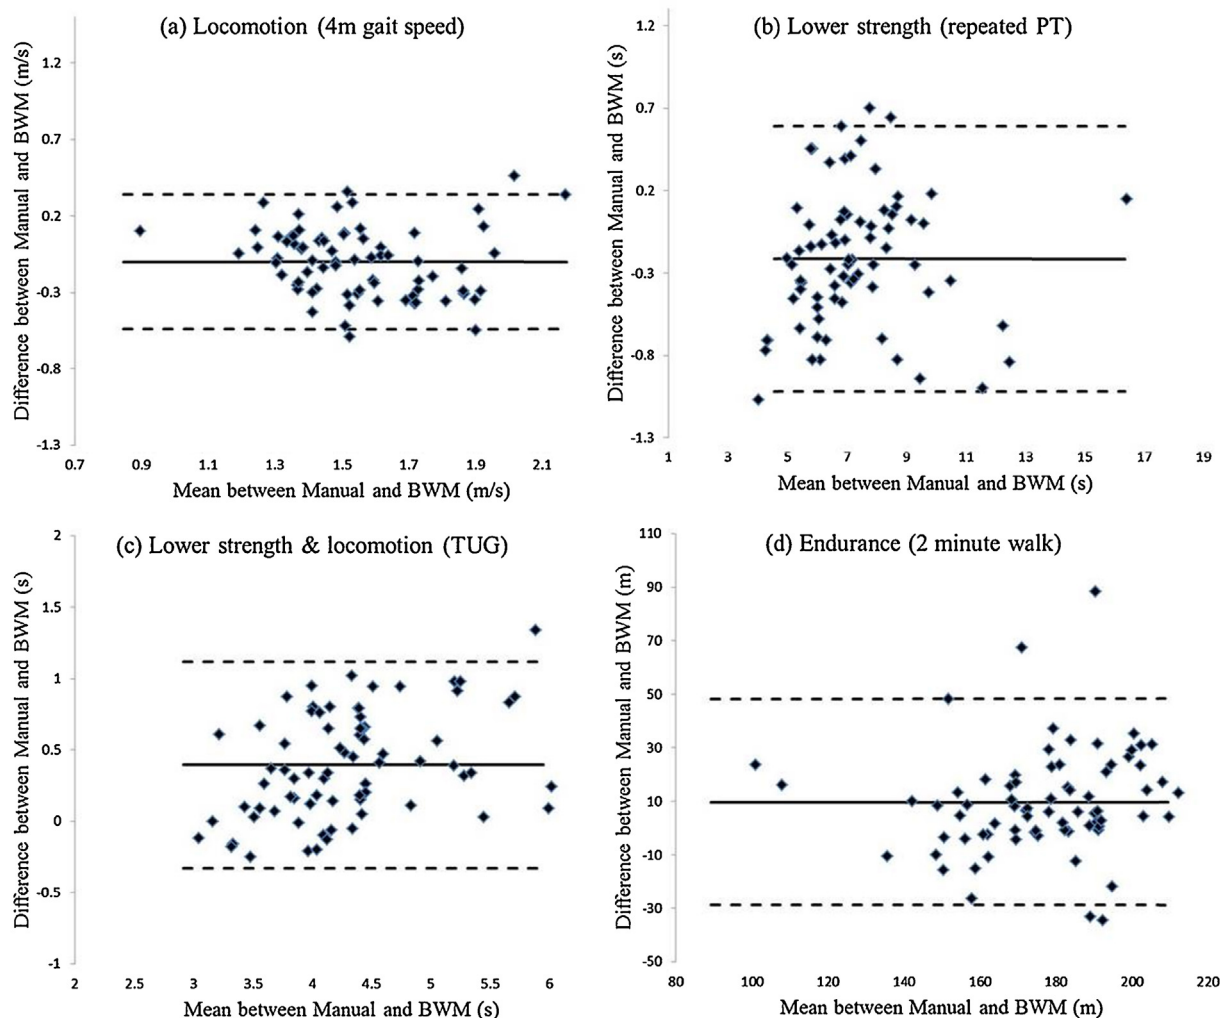 (a) Locomotion (4m gait speed)
Difference between Manual and BWM (m/s)
1.2
0.7
0.2
-0.3
-0.8
-1.3
0.7 0.9 1.1 1.3 1.5 1.7 1.9 2.1
Mean between Manual and BWM (m/s)
(b) Lower strength (repeated PT)
Difference between Manual and BWM (s)
1.2
0.7
0.2
-0.3
-0.8
-1.3
1 3 5 7 9 11 13 15 17 19
Mean between Manual and BWM (s)
(c) Lower strength & locomotion (TUG)
Difference between Manual and BWM (s)
2
1.5
1
0.5
0
-0.5
-1
2 2.5 3 3.5 4 4.5 5 5.5 6
Mean between Manual and BWM (s)
(d) Endurance (2 minute walk)
Difference between Manual and BWM (m)
110
90
70
50
30
10
-10
-30
-50
80 100 120 140 160 180 200 220
Mean between Manual and BWM (m)